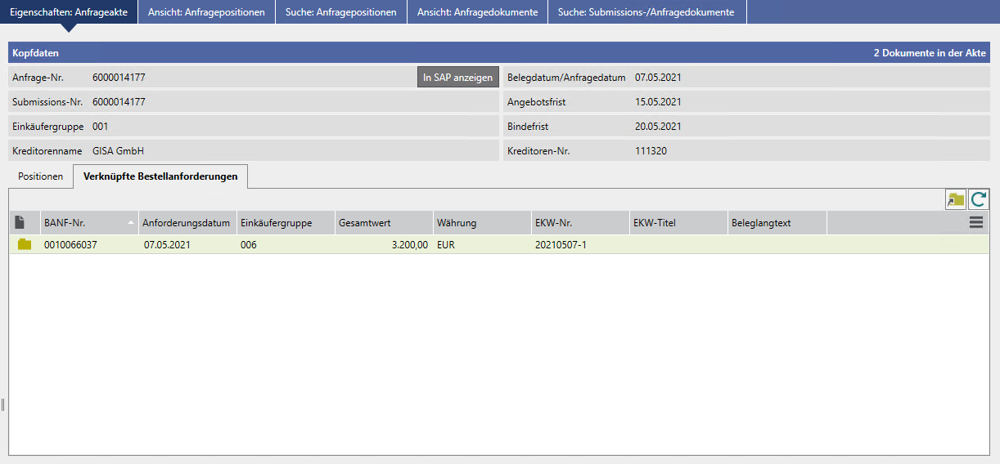 Eigenschaften: Anfrageakte Ansicht: Anfragepositionen Suche: Anfragepositionen Ansicht: Anfragedokumente Suche: Submissions-/Anfragedokumente
Kopfdaten 2 Dokumente in der Akte
Anfrage-Nr. 6000014177 In SAP anzeigen Belegdatum/Anfragedatum 07.05.2021
Submissions-Nr. 6000014177 Angebotsfrist 15.05.2021
Einkäufergruppe 001 Bindefrist 20.05.2021
Kreditorenname GISA GmbH Kreditoren-Nr. 111320
Positionen Verknüpfte Bestellanforderungen
BANF-Nr. Anforderungsdatum Einkäufergruppe Gesamtwert Währung EKW-Nr. EKW-Titel Beleglangtext
0010066037 07.05.2021 006 3.200,00 EUR 20210507-1